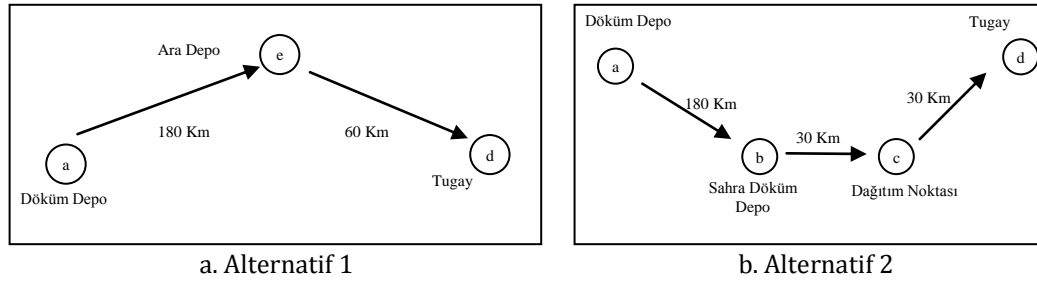 Ara Depo
e
180 Km
60 Km
a
d
Döküm Depo
Tugay
a. Alternatif 1
Döküm Depo
Tugay
a
d
180 Km
30 Km
30 Km
b
c
Sahra Döküm
Depo
Dağıtım Noktası
b. Alternatif 2